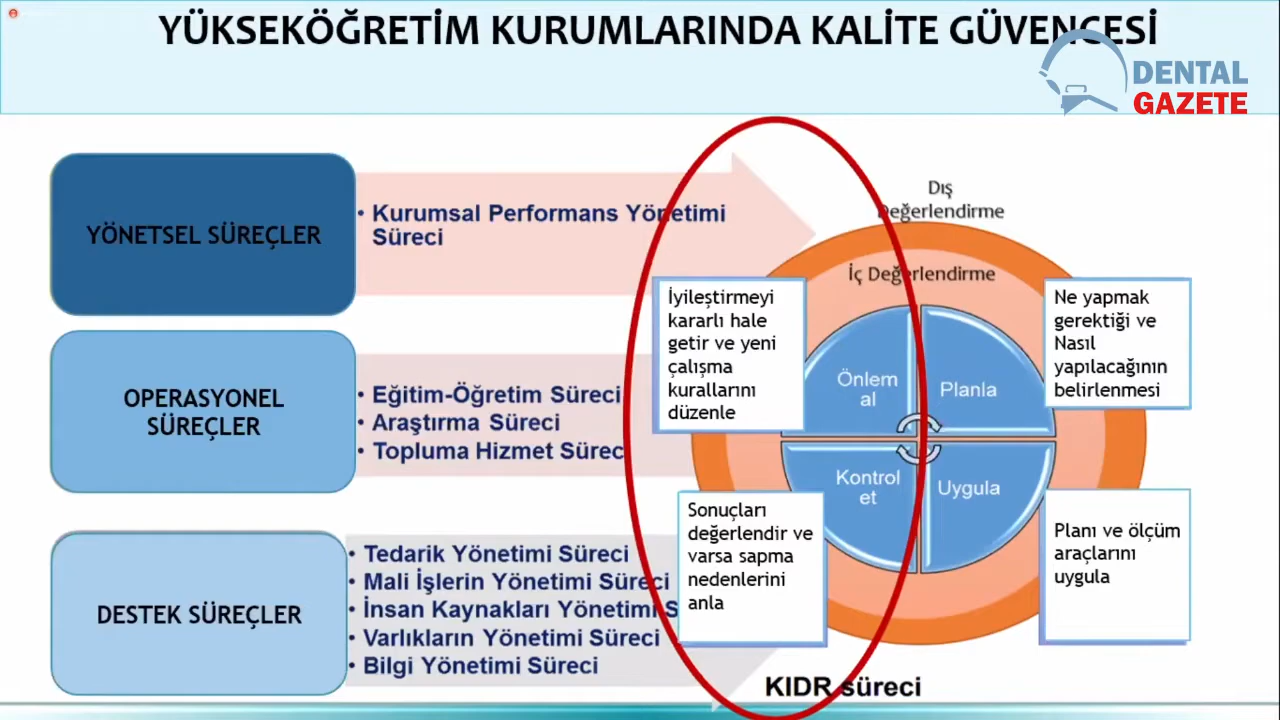 YÜKSEKÖĞRETİM KURUMLARINDA KALİTE GÜVENCESİ
DENTAL
GAZETE
YÖNETSEL SÜREÇLER
• Kurumsal Performans Yönetimi
Süreci
OPERASYONEL
SÜREÇLER
• Eğitim-Öğretim Süreci
• Araştırma Süreci
• Topluma Hizmet Sürec
DESTEK SÜREÇLER
• Tedarik Yönetimi Süreci
• Mali İşlerin Yönetimi Süreci
• İnsan Kaynakları Yönetimi S
• Varlıkların Yönetimi Süreci
• Bilgi Yönetimi Süreci
Dış
Değerlendirme
İç Değerlendirme
İyileştirmeyi
kararlı hale
getir ve yeni
çalışma
kurallarını
düzenle
Önlem
al
Planla
Ne yapmak
gerektiği ve
Nasıl
yapılacağının
belirlenmesi
Sonuçları
değerlendir ve
varsa sapma
nedenlerini
anla
Kontrol
et
Uygula
Planı ve ölçüm
araçlarını
uygula
KIDR süreci